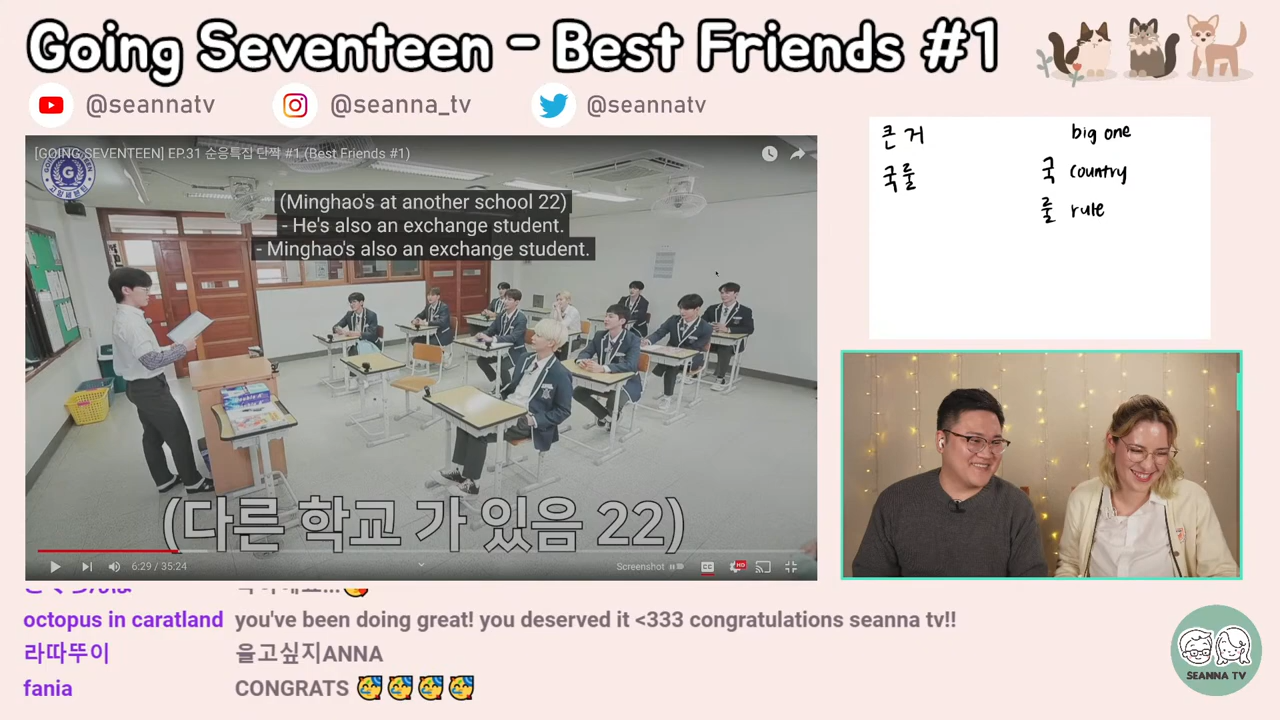 Going Seventeen - Best Friends #1
@seannatv
@seanna_tv
@seannatv
[GOING SEVENTEEN] EP.31 순응특집 단짝 #1 (Best Friends #1)
(Minghao's at another school 22)
- He's also an exchange student.
- Minghao's also an exchange student.
(다른 학교 가 있음 22)
6:29 / 35:24
Screenshot
CC
HD
큰 거 big one
국룰 국 country
룰 rule
octopus in caratland you've been doing great! you deserved it <333 congratulations seanna tv!!
라따뚜이 을고싶지ANNA
fania CONGRATS 🥳🥳🥳🥳
SEANNA TV